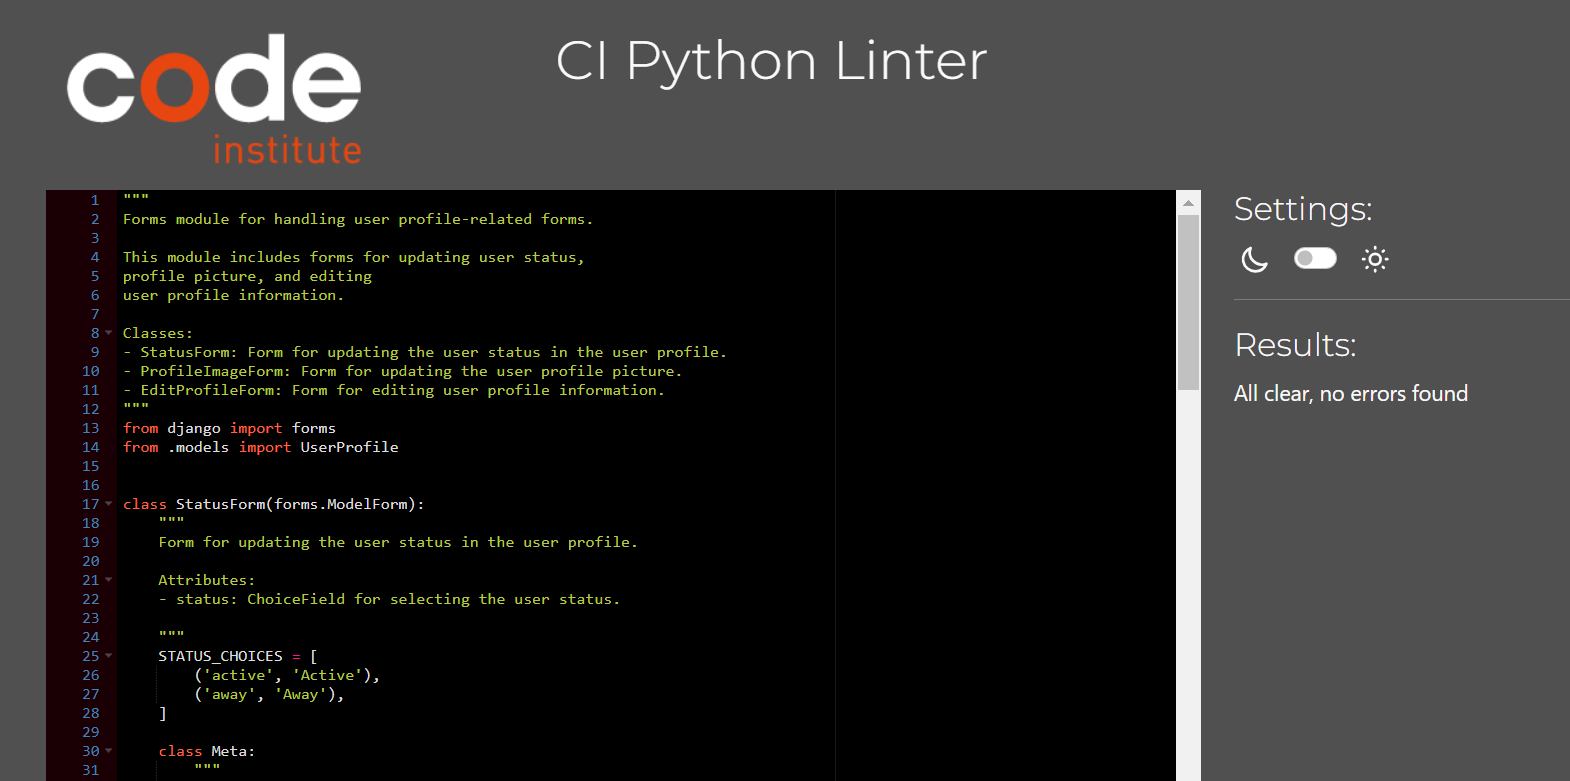 code
institute
CI Python Linter
1 """
2 Forms module for handling user profile-related forms.
3
4 This module includes forms for updating user status,
5 profile picture, and editing
6 user profile information.
7
8 Classes:
9 - StatusForm: Form for updating the user status in the user profile.
10 - ProfileImageForm: Form for updating the user profile picture.
11 - EditProfileForm: Form for editing user profile information.
12 """
13 from django import forms
14 from .models import UserProfile
15
16
17 class StatusForm(forms.ModelForm):
18     """
19     Form for updating the user status in the user profile.
20
21     Attributes:
22     - status: ChoiceField for selecting the user status.
23
24     """
25     STATUS_CHOICES = [
26         ('active', 'Active'),
27         ('away', 'Away'),
28     ]
29
30     class Meta:
31         """
Settings:
Results:
All clear, no errors found